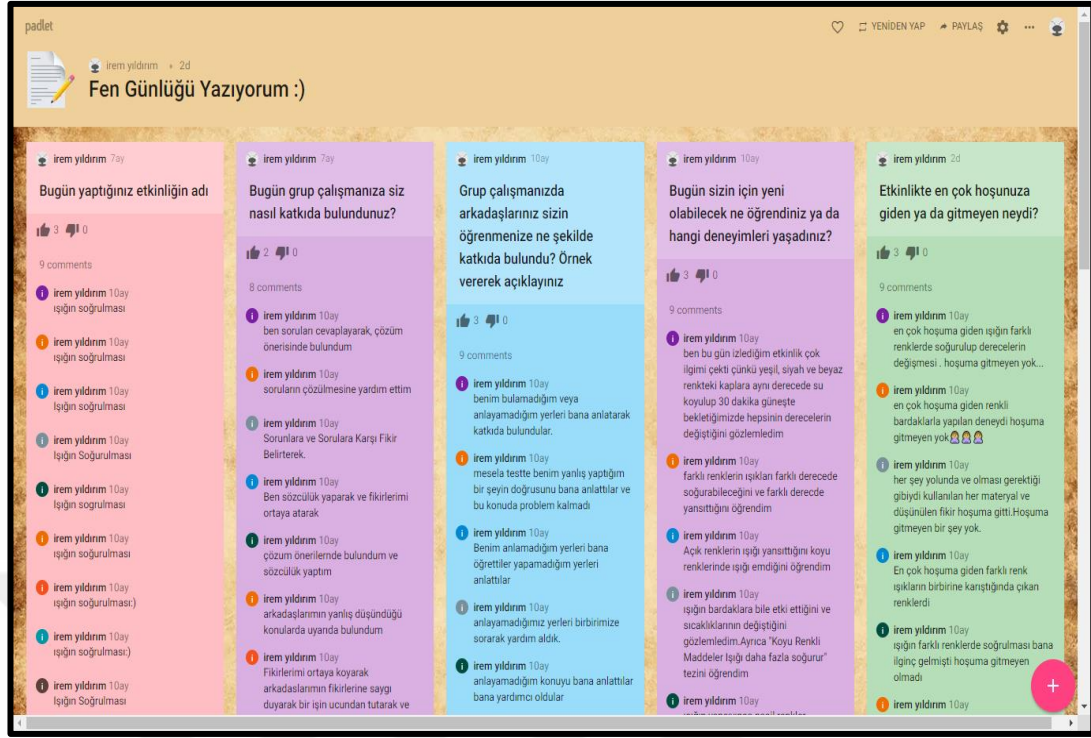 padlet
YENİDEN YAP
PAYLAŞ
irem yıldırım + 2d
Fen Günlüğü Yazıyorum :)
irem yıldırım 7ay
Bugün yaptığınız etkinliğin adı
3 0
9 comments
irem yıldırım 10ay
ışığın soğrulması
irem yıldırım 10ay
ışığın soğrulması
irem yıldırım 10ay
Işığın soğrulması
irem yıldırım 10ay
Işığın Soğurulması
irem yıldırım 10ay
Işığın sogrulması
irem yıldırım 10ay
ışığın soğurulması
irem yıldırım 10ay
ışığın soğurulması:)
irem yıldırım 10ay
ışığın soğrulması:)
irem yıldırım 10ay
Işığın Soğrulması
irem yıldırım 7ay
Bugün grup çalışmanıza siz
nasıl katkıda bulundunuz?
2 0
8 comments
irem yıldırım 10ay
ben soruları cevaplayarak, çözüm
önerisinde bulundum
irem yıldırım 10ay
soruların çözülmesine yardım ettim
irem yıldırım 10ay
Sorunlara ve Sorulara Karşı Fikir
Belirterek.
irem yıldırım 10ay
Ben sözcülük yaparak ve fikirlerimi
ortaya atarak
irem yıldırım 10ay
çözum önerilernde bulundum ve
sözcülük yaptım
irem yıldırım 10ay
arkadaşlarımın yanlış düşündüğü
konularda uyarıda bulundum
irem yıldırım 10ay
Fikirlerimi ortaya koyarak
arkadaslarımın fikirlerine saygı
duyarak bir işin ucundan tutarak ve
irem yıldırım 10ay
Grup çalışmanızda
arkadaşlarınız sizin
öğrenmenize ne şekilde
katkıda bulundu? Örnek
vererek açıklayınız
3 0
9 comments
irem yıldırım 10ay
benim bulamadığım veya
anlayamadığım yerleri bana anlatarak
katkıda bulundular.
irem yıldırım 10ay
mesela testte benim yanlış yaptığım
bir şeyin doğrusunu bana anlattılar ve
bu konuda problem kalmadı
irem yıldırım 10ay
Benim anlamadığım yerleri bana
öğrettiler yapamadığım yerleri
anlattılar
irem yıldırım 10ay
anlayamadığımız yerleri birbirimize
sorarak yardım aldık.
irem yıldırım 10ay
anlayamadığım konuyu bana anlattılar
bana yardımcı oldular
irem yıldırım 10ay
Bugün sizin için yeni
olabilecek ne öğrendiniz ya da
hangi deneyimleri yaşadınız?
3 0
9 comments
irem yıldırım 10ay
ben bu gün izlediğim etkinlik çok
ilgimi çekti çünkü yeşil, siyah ve beyaz
renkteki kaplara aynı derecede su
koyulup 30 dakika güneşte
bekletiğimizde hepsinin derecelerin
değiştiğini gözlemledim
irem yıldırım 10ay
farklı renklerin ışıkları farklı derecede
soğurabileceğini ve farklı derecde
yansıttığını öğrendim
irem yıldırım 10ay
Açık renklerin ışığı yansıttığını koyu
renklerinde ışığı emdiğini öğrendim
irem yıldırım 10ay
ışığın bardaklara bile etki ettiğini ve
sıcaklıklarının değiştiğini
gözlemledim.Ayrıca "Koyu Renkli
Maddeler Işığı daha fazla soğurur"
tezini öğrendim
irem yıldırım 10ay
irem yıldırım 2d
Etkinlikte en çok hoşunuza
giden ya da gitmeyen neydi?
3 0
9 comments
irem yıldırım 10ay
en çok hoşuma giden ışığın farklı
renklerde soğurulup derecelerin
değişmesi . hoşuma gitmeyen yok...
irem yıldırım 10ay
en çok hoşuma giden renkli
bardaklarla yapılan deneydi hoşuma
gitmeyen yok🤦‍♀️🤦‍♀️🤦‍♀️
irem yıldırım 10ay
her şey yolunda ve olması gerektiği
gibiydi kullanılan her materyal ve
düşünülen fikir hoşuma gitti.Hoşuma
gitmeyen bir şey yok.
irem yıldırım 10ay
En çok hoşuma giden farklı renk
ışıkların birbirine karıştığında çıkan
renklerdi
irem yıldırım 10ay
ışığın farklı renklerde soğrulması bana
ilginç gelmişti hoşuma gitmeyen
olmadı
irem yıldırım 10ay